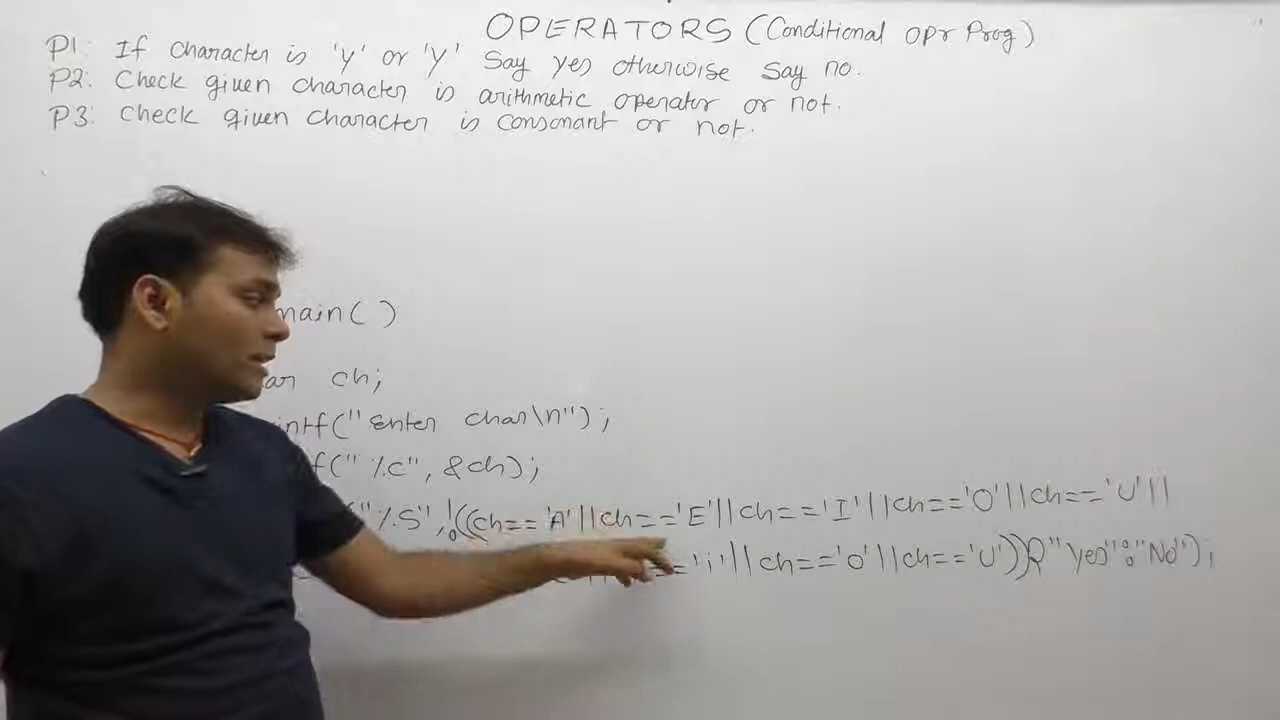 OPERATORS (Conditional opr Prog)
P1: If character is 'y' or 'Y' Say yes otherwise Say no.
P2: Check given character is arithmetic operator or not.
P3: Check given character is consonant or not.
main( )
ar ch;
intf("Enter char\n");
f("%c", &ch);
("%S",!((ch=='A'||ch=='E'||ch=='I'||ch=='O'||ch=='U'||
=='i'||ch=='o'||ch=='u'))?"Yes":"No");